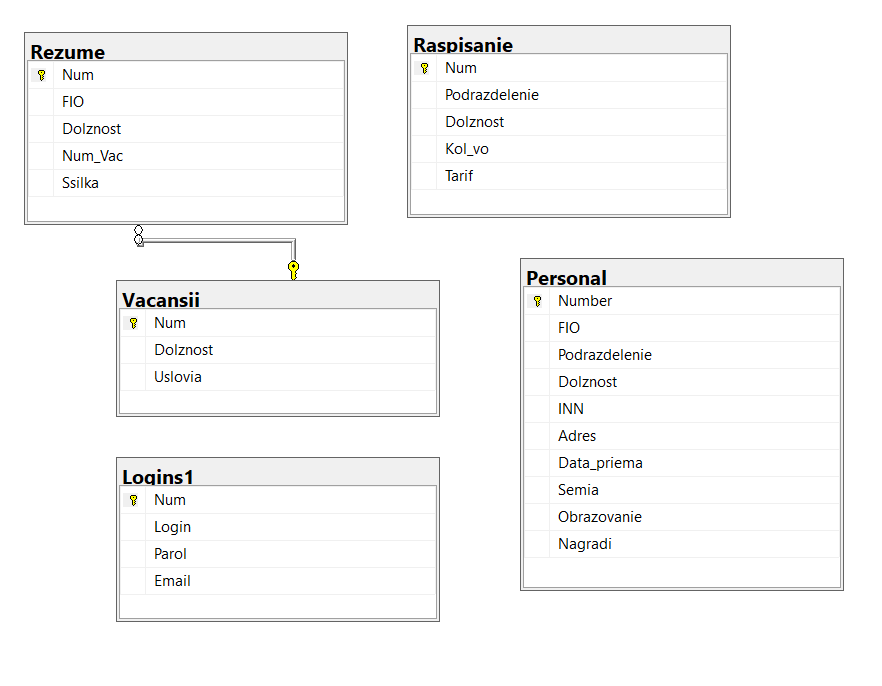 Rezume
Num
FIO
Dolznost
Num_Vac
Ssilka
Raspisanie
Num
Podrazdelenie
Dolznost
Kol_vo
Tarif
Vacansii
Num
Dolznost
Uslovia
Personal
Number
FIO
Podrazdelenie
Dolznost
INN
Adres
Data_priema
Semia
Obrazovanie
Nagradi
Logins1
Num
Login
Parol
Email